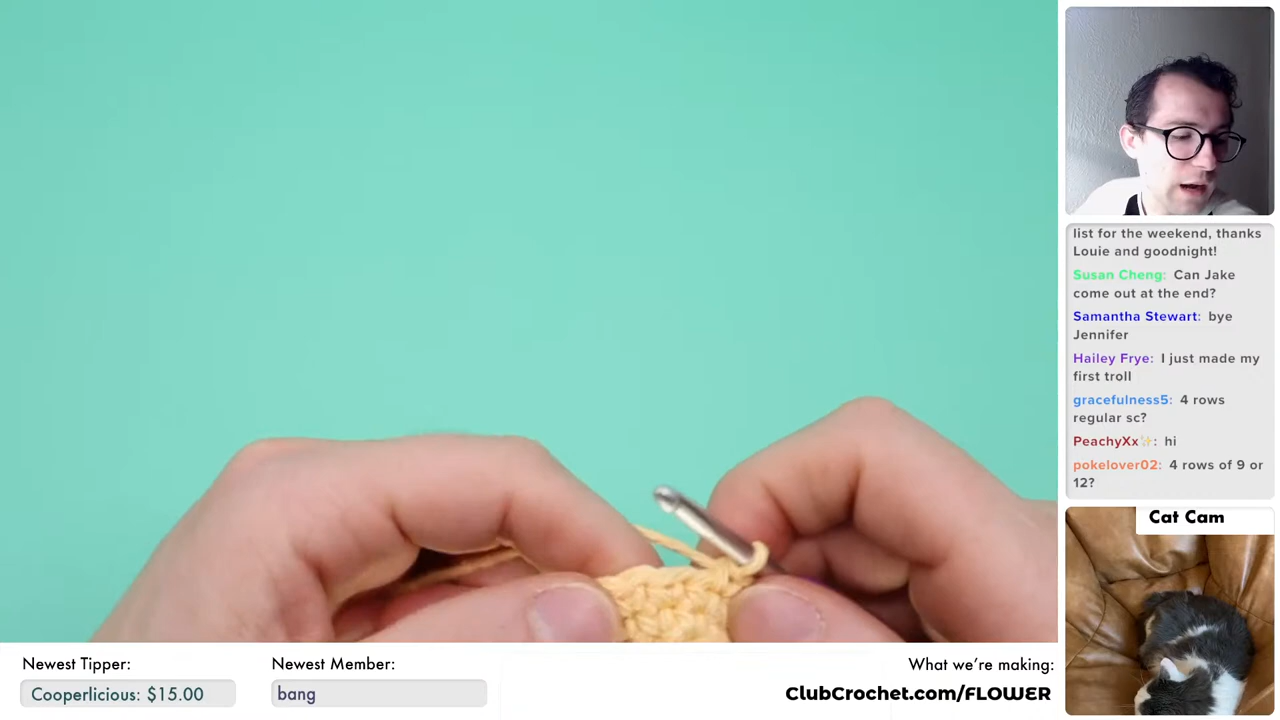 list for the weekend, thanks
Louie and goodnight!
Susan Cheng: Can Jake
come out at the end?
Samantha Stewart: bye
Jennifer
Hailey Frye: I just made my
first troll
gracefulness5: 4 rows
regular sc?
PeachyXx✨: hi
pokelover02: 4 rows of 9 or
12?
Cat Cam
Newest Tipper:
Cooperlicious: $15.00
Newest Member:
bang
What we're making:
ClubCrochet.com/FLOWER